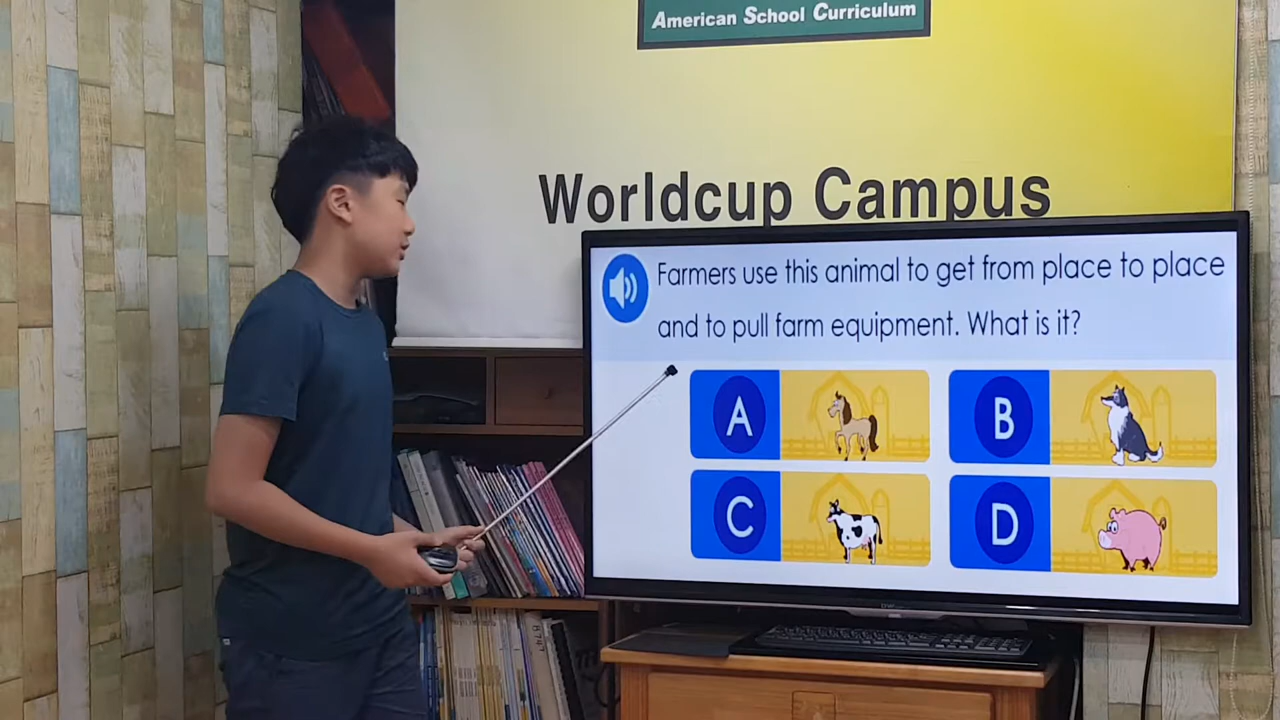 American School Curriculum
Worldcup Campus
Farmers use this animal to get from place to place
and to pull farm equipment. What is it?
A
B
C
D